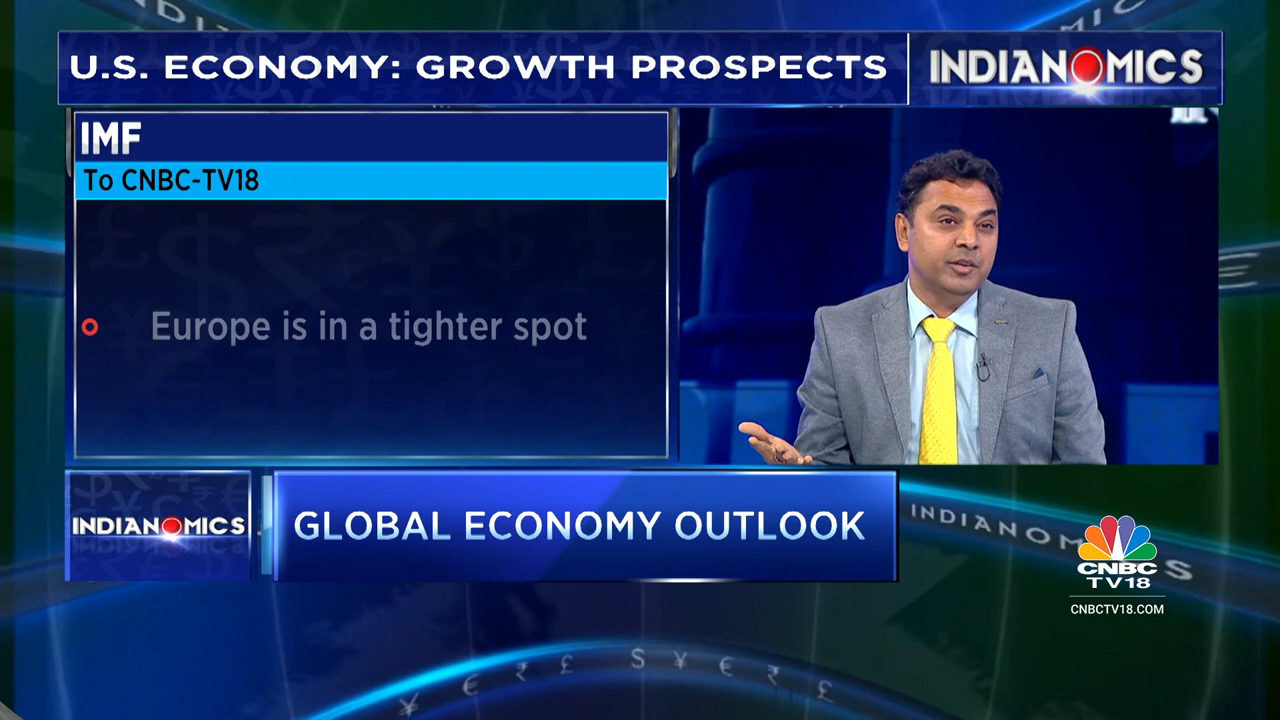 U.S. ECONOMY: GROWTH PROSPECTS
INDIANOMICS
IMF
To CNBC-TV18
Europe is in a tighter spot
INDIANOMICS
GLOBAL ECONOMY OUTLOOK
INDIANOMICS
CNBC
TV18
CNBCTV18.COM